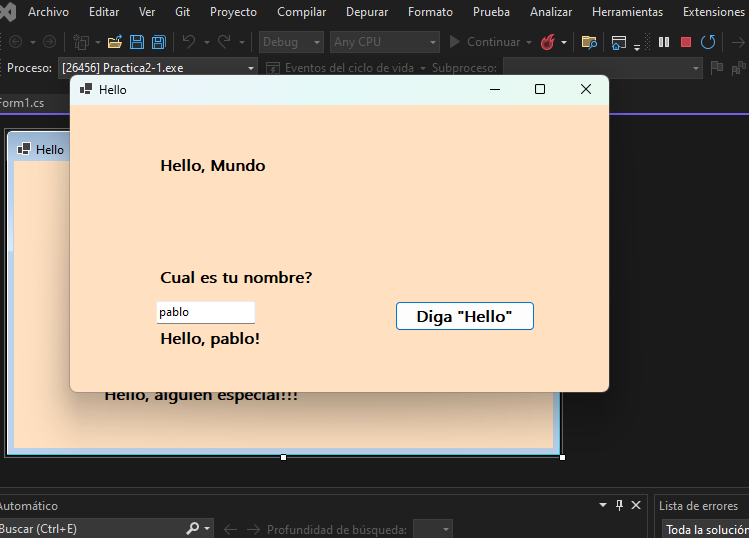 Archivo Editar Ver Git Proyecto Compilar Depurar Formato Prueba Analizar Herramientas Extensiones
Debug Any CPU Continuar
Proceso: [26456] Practica2-1.exe Eventos del ciclo de vida Subproceso:
Form1.cs
Hello
Hello
Hello, Mundo
Cual es tu nombre?
pablo
Diga "Hello"
Hello, pablo!
Hello, alguien especial!!!
Automático
Lista de errores
Buscar (Ctrl+E) Profundidad de búsqueda:
Toda la solución